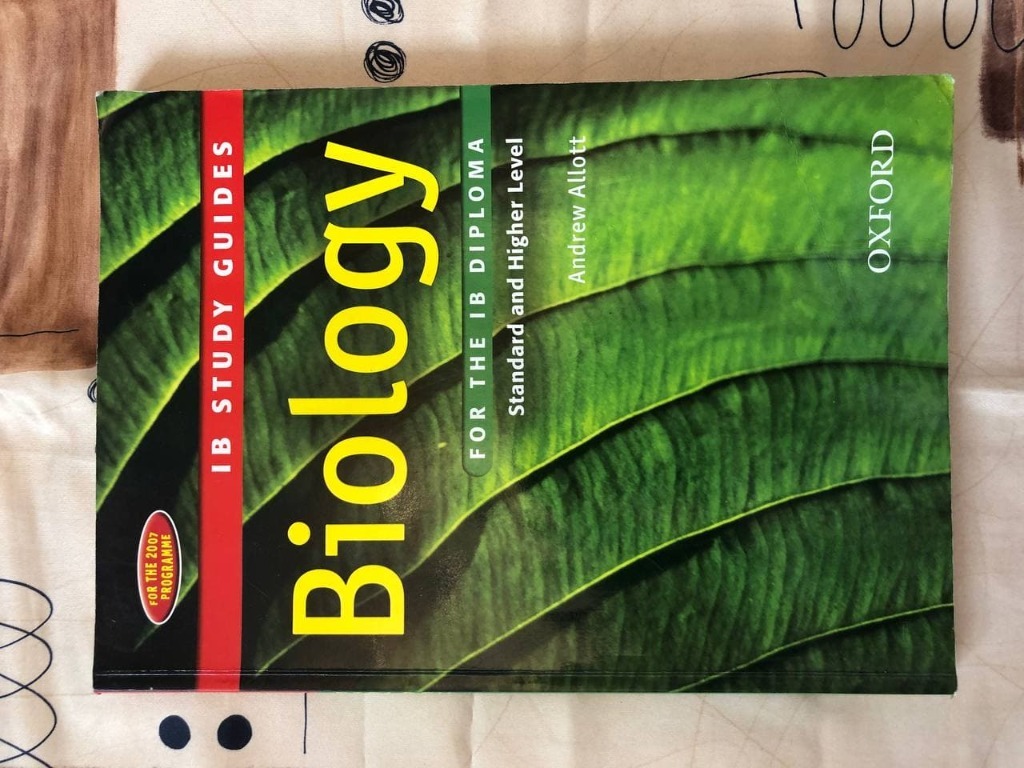 FOR THE 2007
PROGRAMME
IB STUDY GUIDES
Biology
FOR THE IB DIPLOMA
Standard and Higher Level
Andrew Allott
OXFORD